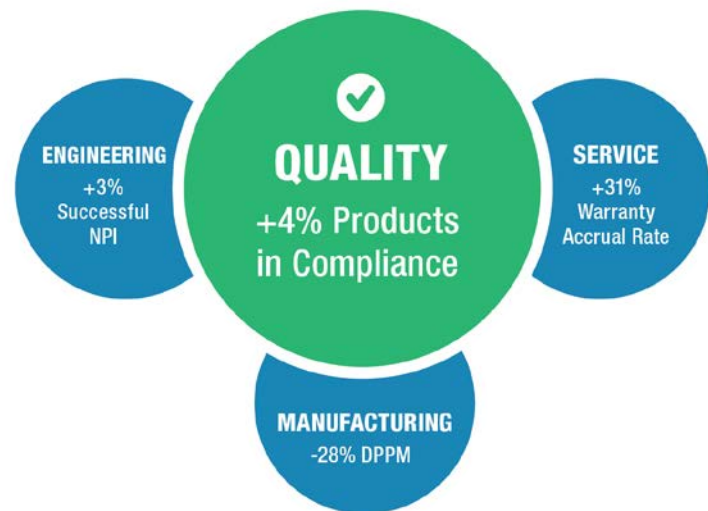 QUALITY
+4% Products
in Compliance
ENGINEERING
+3%
Successful
NPI
SERVICE
+31%
Warranty
Accrual Rate
MANUFACTURING
-28% DPPM